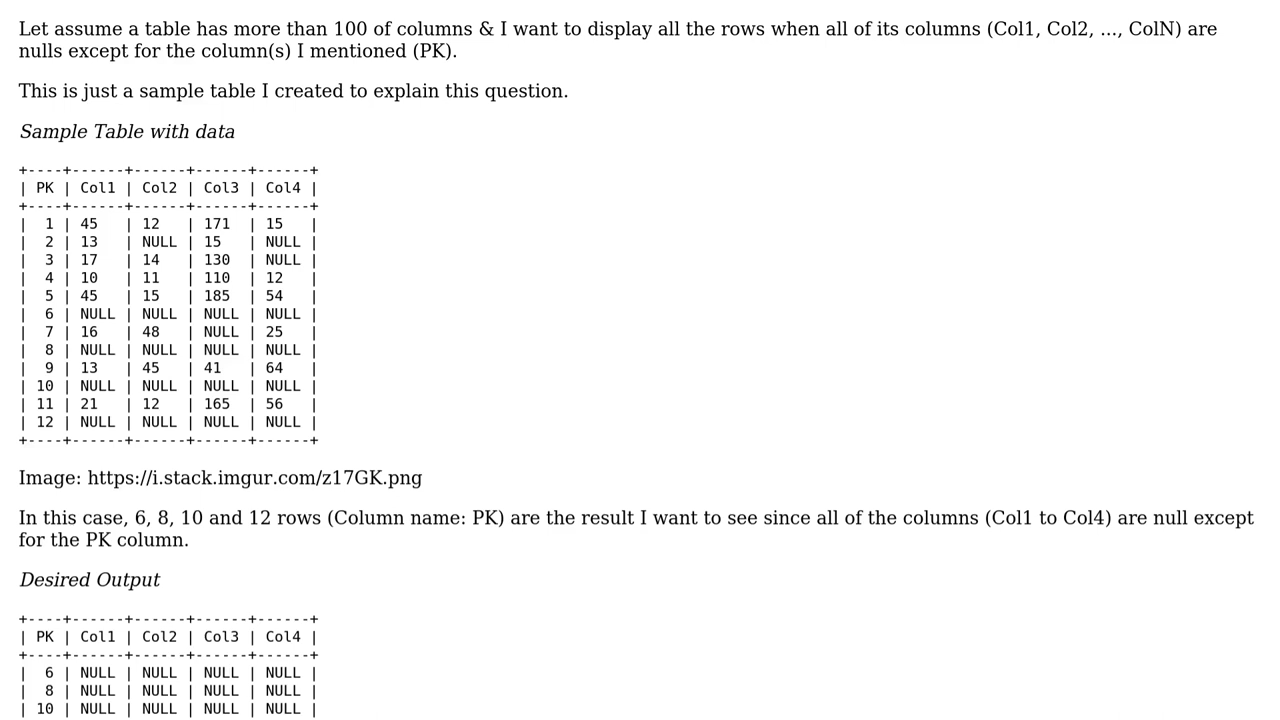 Let assume a table has more than 100 of columns & I want to display all the rows when all of its columns (Col1, Col2, ..., ColN) are
nulls except for the column(s) I mentioned (PK).
This is just a sample table I created to explain this question.
Sample Table with data
+----+------+------+------+------+
| PK | Col1 | Col2 | Col3 | Col4 |
+----+------+------+------+------+
|  1 | 45   | 12   | 171  | 15   |
|  2 | 13   | NULL | 15   | NULL |
|  3 | 17   | 14   | 130  | NULL |
|  4 | 10   | 11   | 110  | 12   |
|  5 | 45   | 15   | 185  | 54   |
|  6 | NULL | NULL | NULL | NULL |
|  7 | 16   | 48   | NULL | 25   |
|  8 | NULL | NULL | NULL | NULL |
|  9 | 13   | 45   | 41   | 64   |
| 10 | NULL | NULL | NULL | NULL |
| 11 | 21   | 12   | 165  | 56   |
| 12 | NULL | NULL | NULL | NULL |
+----+------+------+------+------+
Image: https://i.stack.imgur.com/z17GK.png
In this case, 6, 8, 10 and 12 rows (Column name: PK) are the result I want to see since all of the columns (Col1 to Col4) are null except
for the PK column.
Desired Output
+----+------+------+------+------+
| PK | Col1 | Col2 | Col3 | Col4 |
+----+------+------+------+------+
|  6 | NULL | NULL | NULL | NULL |
|  8 | NULL | NULL | NULL | NULL |
| 10 | NULL | NULL | NULL | NULL |